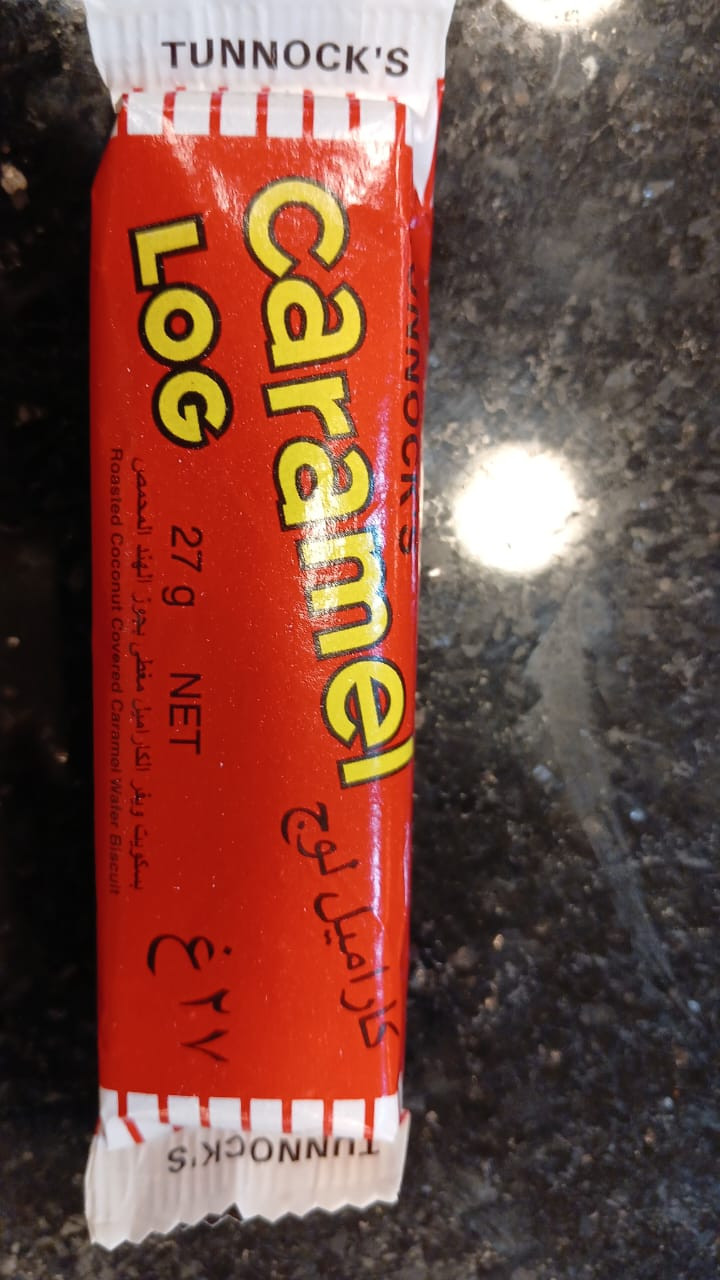 TUNNOCK'S
caramel
LOG
كاراميل لوج
27 g NET
٢٧ غ
بسكويت ويفر الكاراميل مغطى بجوز الهند المحمص
Roasted Coconut Covered Caramel Wafer Biscuit
TUNNOCK'S
TUNNOCK'S